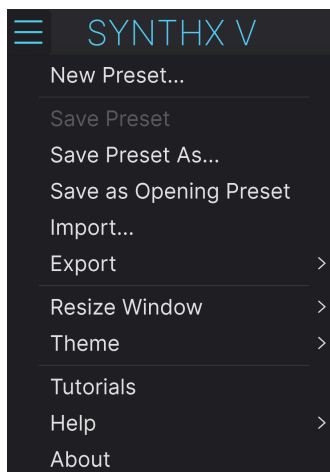 SYNTHX V
New Preset...
Save Preset
Save Preset As...
Save as Opening Preset
Import...
Export
Resize Window
Theme
Tutorials
Help
About